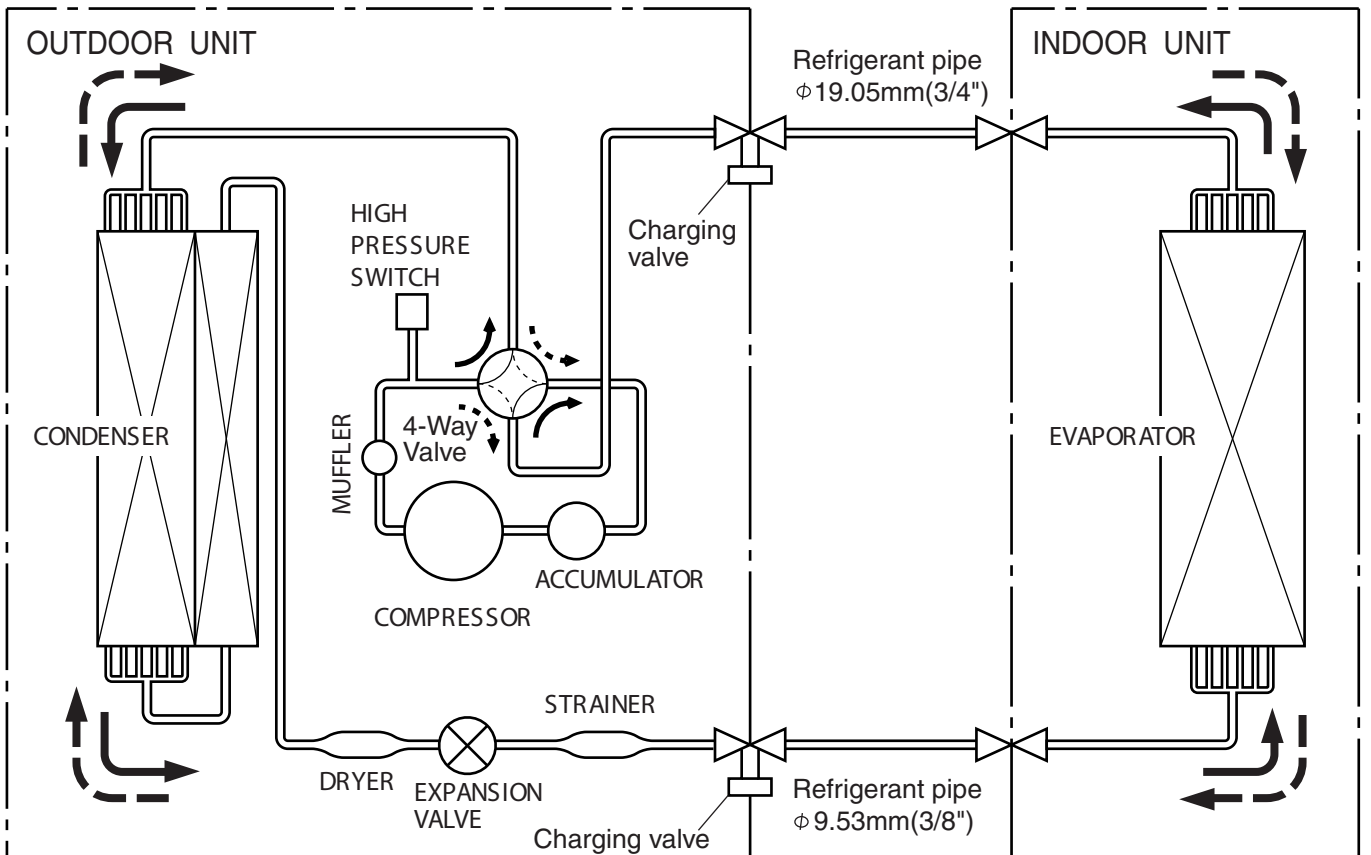 OUTDOOR UNIT
INDOOR UNIT
Refrigerant pipe
ϕ19.05mm(3/4")
Charging
valve
HIGH
PRESSURE
SWITCH
4-Way
Valve
MUFFLER
CONDENSER
EVAPORATOR
ACCUMULATOR
COMPRESSOR
STRAINER
DRYER
EXPANSION
VALVE
Charging valve
Refrigerant pipe
ϕ9.53mm(3/8")